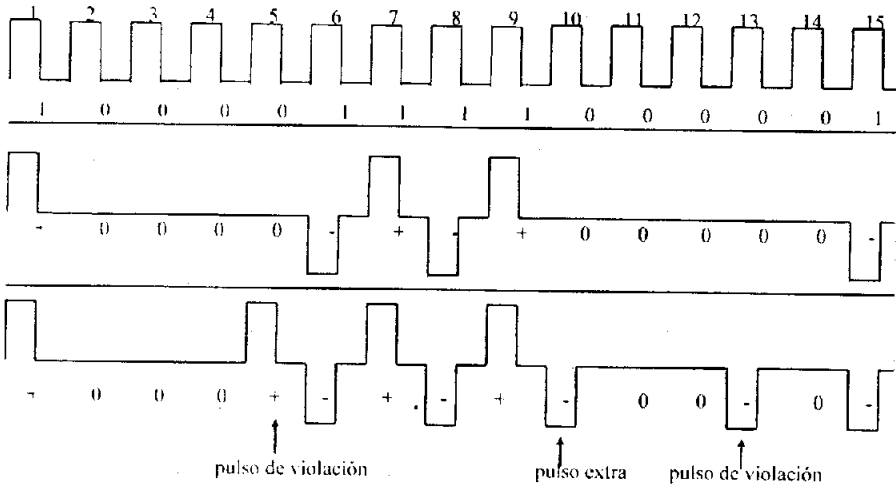 1 2 3 4 5 6 7 8 9 10 11 12 13 14 15
1 0 0 0 0 1 1 1 1 0 0 0 0 0 1
+ 0 0 0 0 - + - + 0 0 0 0 0 -
+ 0 0 0 + - + - + - 0 0 - 0 -
pulso de violación pulso extra pulso de violación